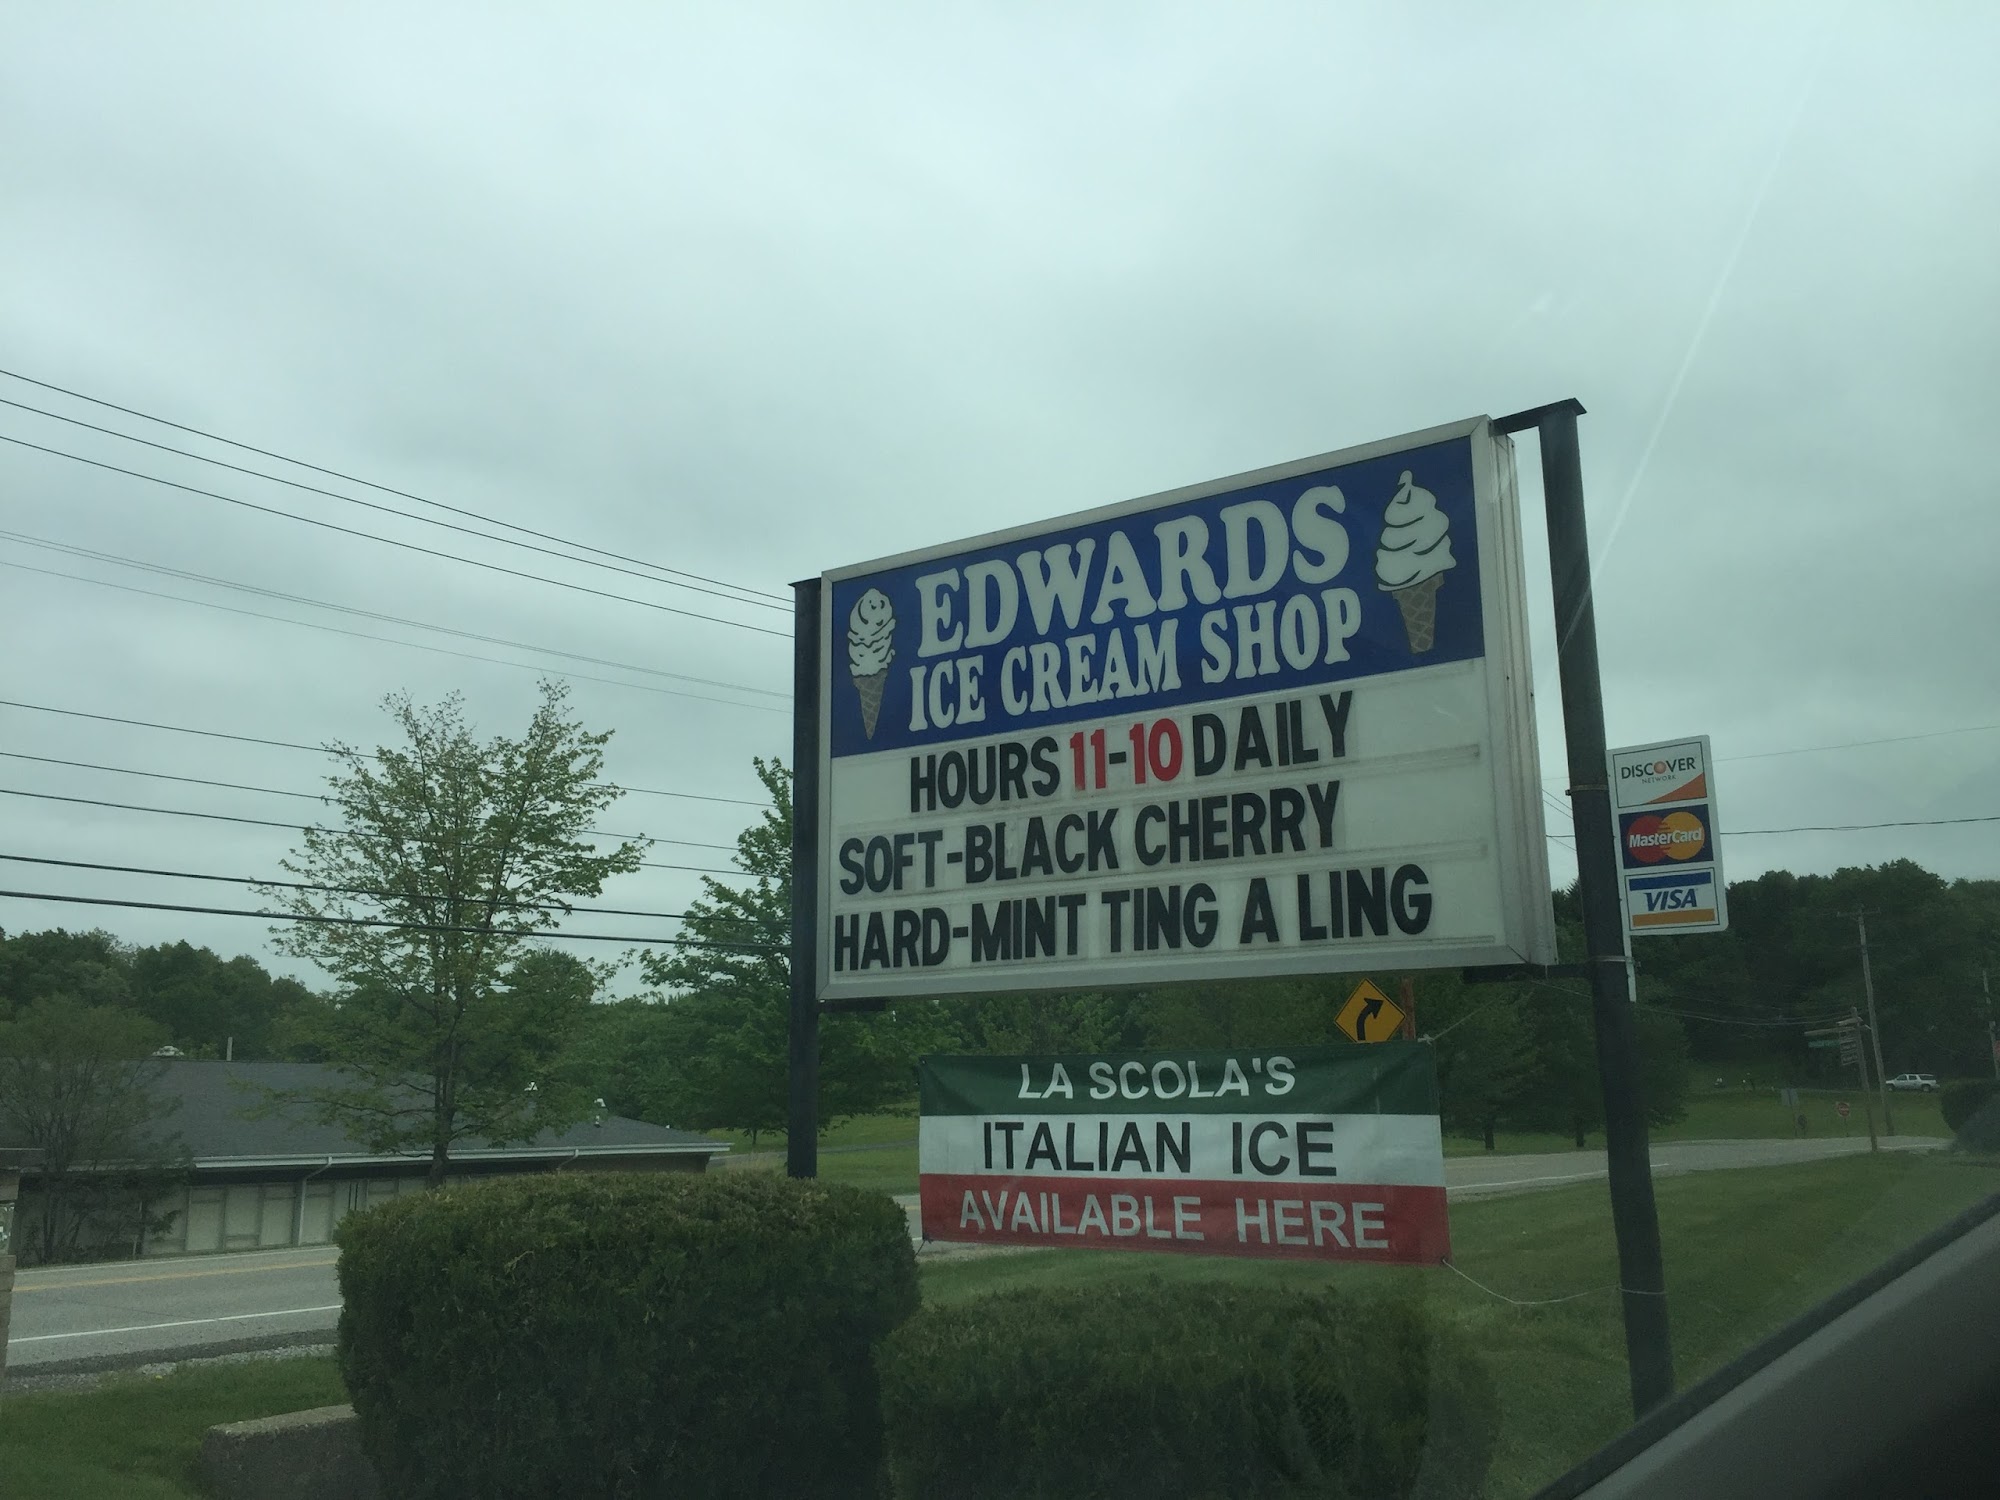 EDWARDS
ICE CREAM SHOP
HOURS 11-10 DAILY
SOFT-BLACK CHERRY
HARD-MINT TING A LING
DISCOVER
NETWORK
MasterCard
VISA
LA SCOLA'S
ITALIAN ICE
AVAILABLE HERE